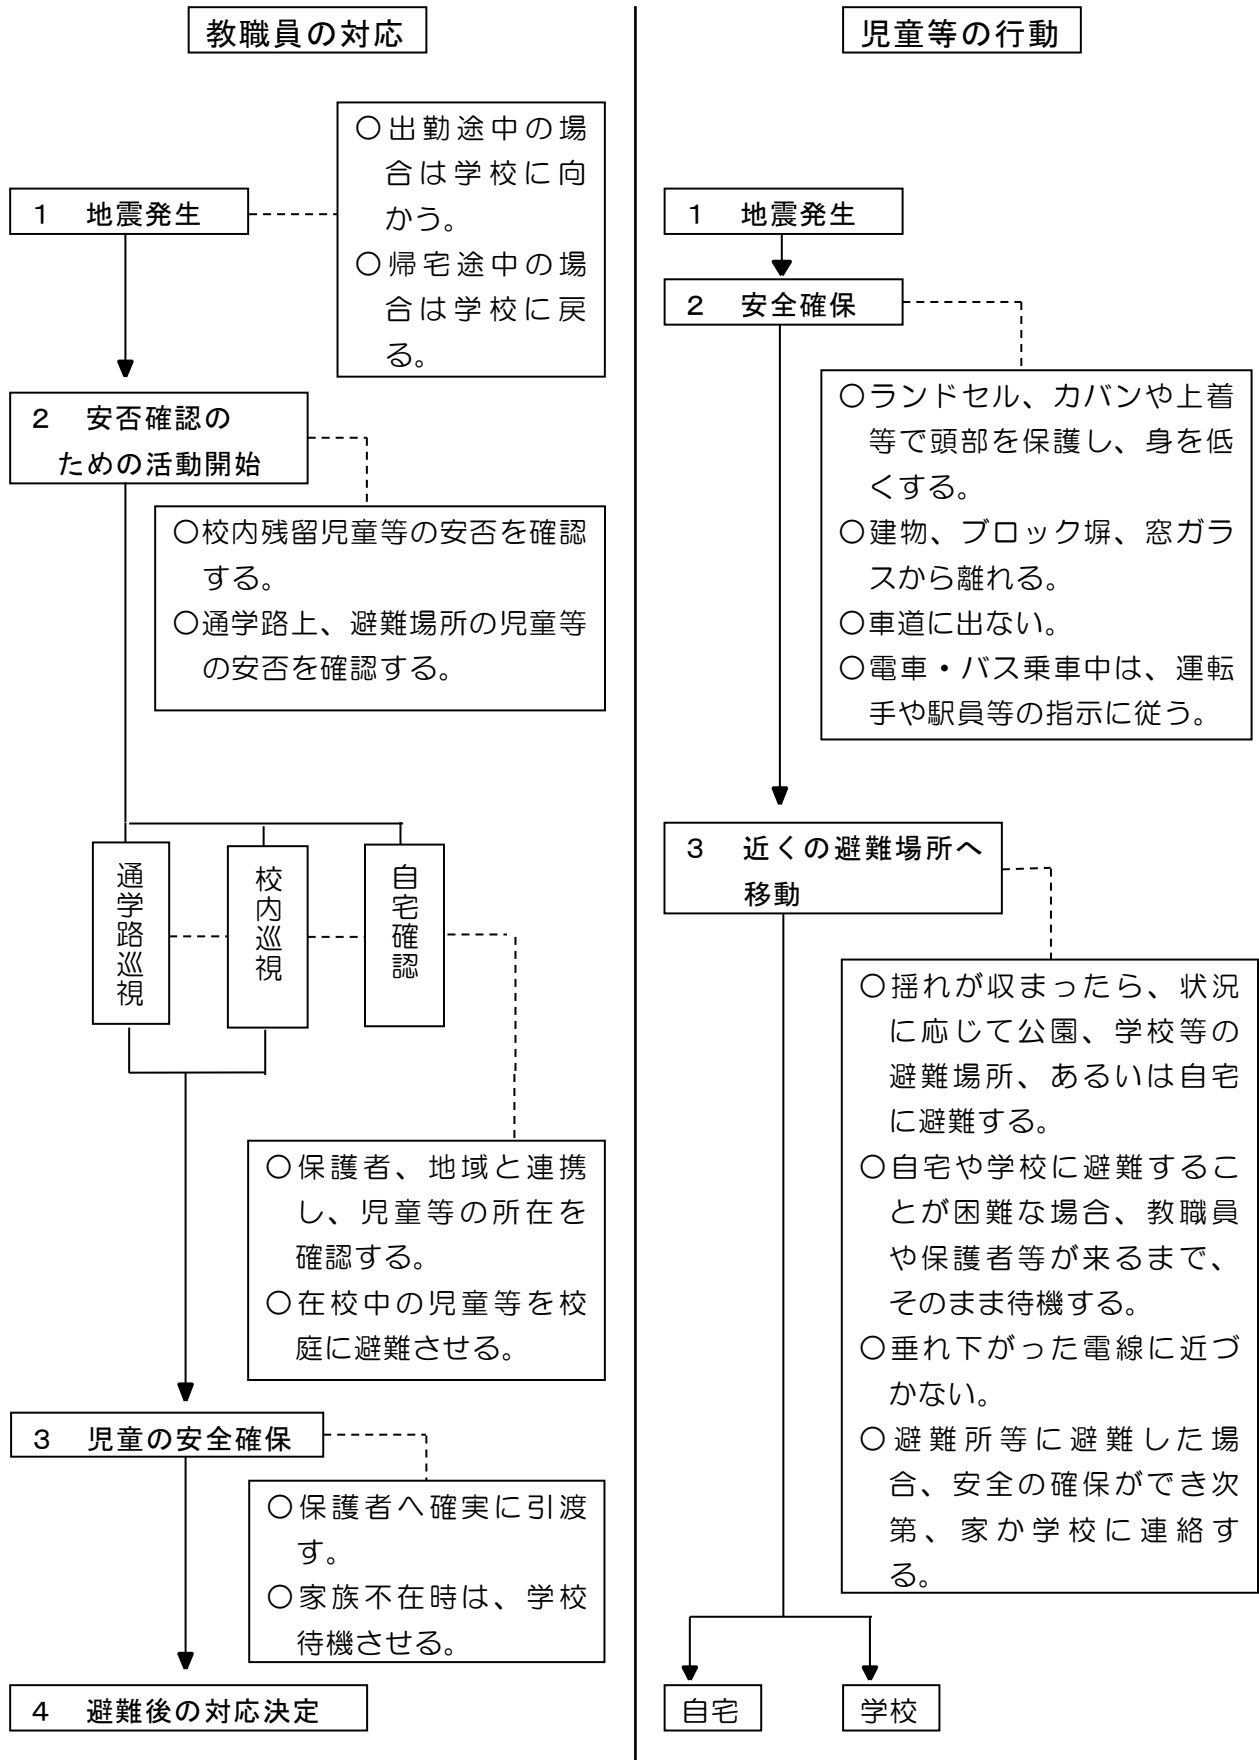 教職員の対応
１　地震発生
〇出勤途中の場
合は学校に向
かう。
〇帰宅途中の場
合は学校に戻
る。
２　安否確認の
ための活動開始
〇校内残留児童等の安否を確認
する。
〇通学路上、避難場所の児童等
の安否を確認する。
通学路巡視
校内巡視
自宅確認
〇保護者、地域と連携
し、児童等の所在を
確認する。
〇在校中の児童等を校
庭に避難させる。
３　児童の安全確保
〇保護者へ確実に引渡
す。
〇家族不在時は、学校
待機させる。
４　避難後の対応決定
児童等の行動
１　地震発生
２　安全確保
〇ランドセル、カバンや上着
等で頭部を保護し、身を低
くする。
〇建物、ブロック塀、窓ガラ
スから離れる。
〇車道に出ない。
〇電車・バス乗車中は、運転
手や駅員等の指示に従う。
３　近くの避難場所へ
移動
〇揺れが収まったら、状況
に応じて公園、学校等の
避難場所、あるいは自宅
に避難する。
〇自宅や学校に避難するこ
とが困難な場合、教職員
や保護者等が来るまで、
そのまま待機する。
〇垂れ下がった電線に近づ
かない。
〇避難所等に避難した場
合、安全の確保ができ次
第、家か学校に連絡す
る。
自宅
学校